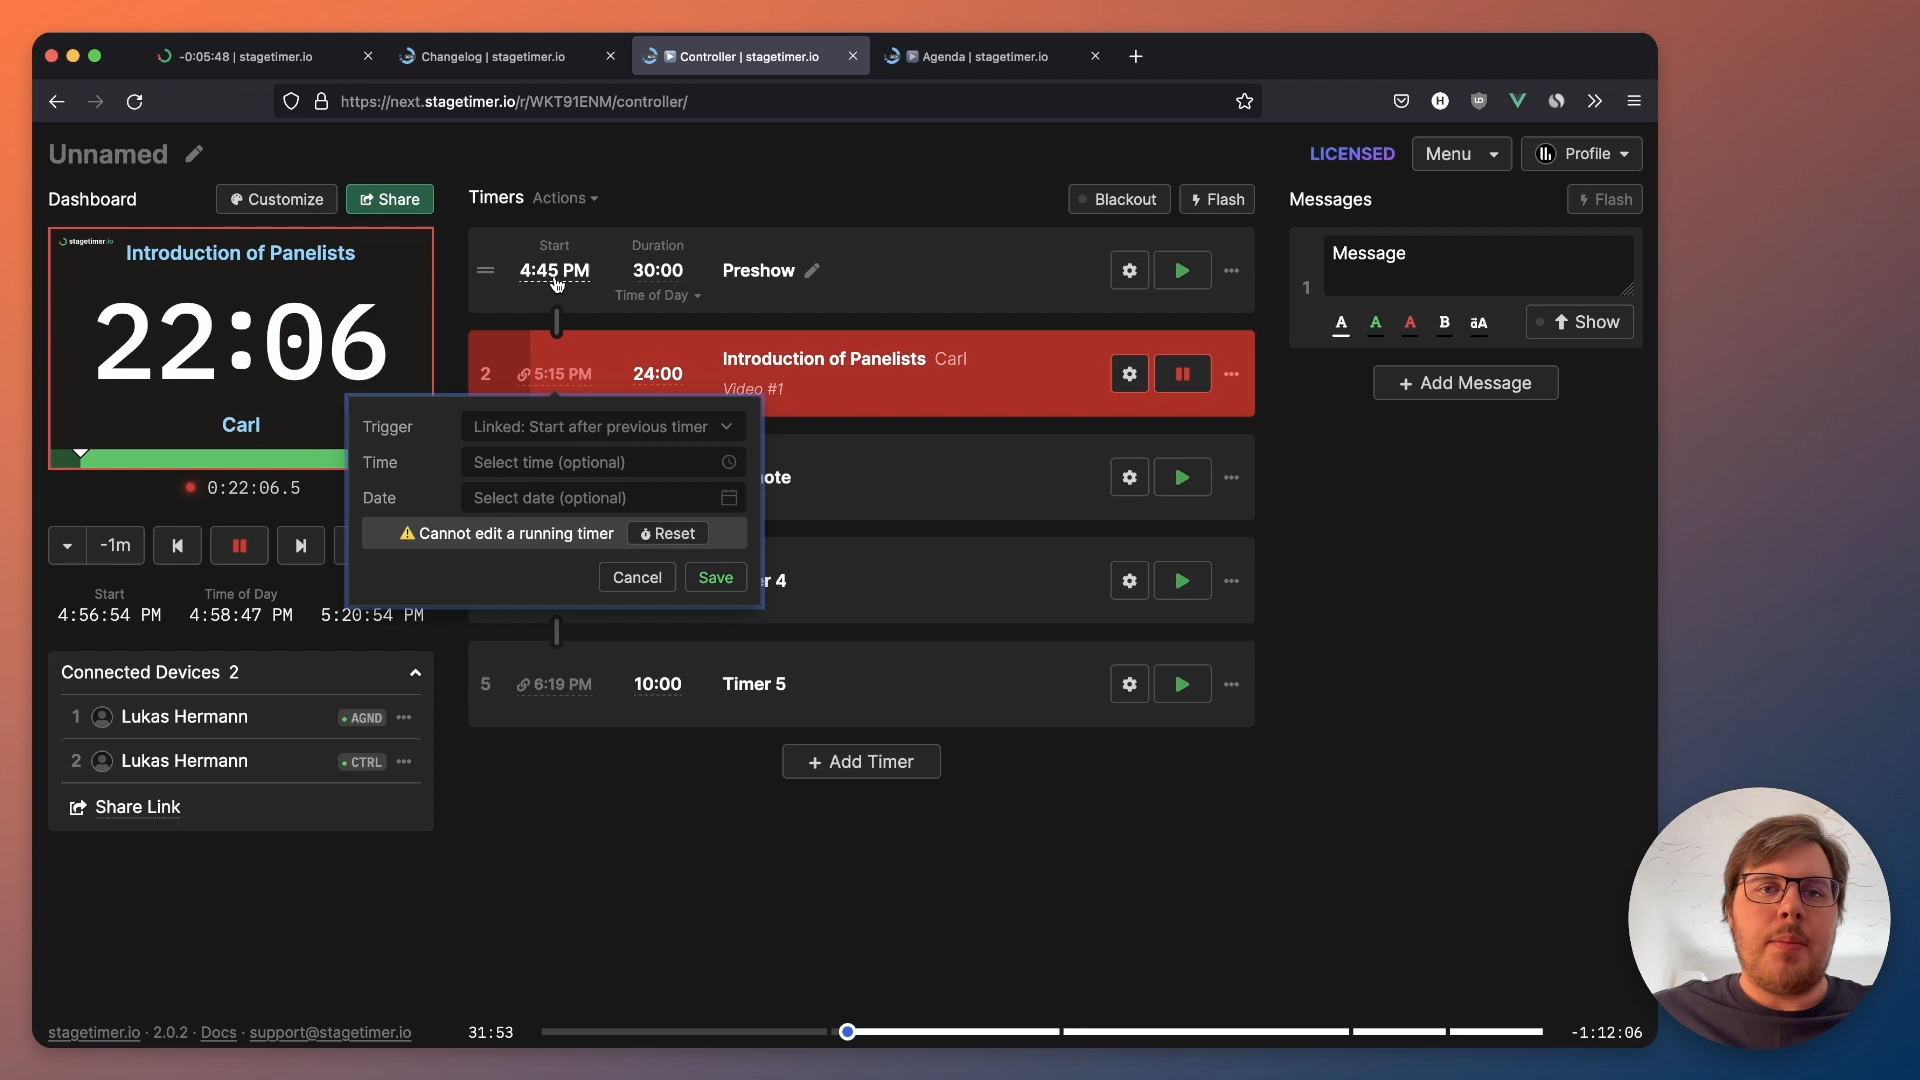 -0:05:48 | stagetimer.io
Changelog | stagetimer.io
Controller | stagetimer.io
Agenda | stagetimer.io
https://next.stagetimer.io/r/WKT91ENM/controller/
Unnamed
LICENSED
Menu
Profile
Dashboard
Customize
Share
Timers
Actions
Blackout
Flash
Messages
Flash
stagetimer.io
Introduction of Panelists
22:06
Carl
0:22:06.5
-1m
Start
Time of Day
4:56:54 PM
4:58:47 PM
5:20:54 PM
Connected Devices 2
1 Lukas Hermann AGND
2 Lukas Hermann CTRL
Share Link
Start
Duration
4:45 PM
30:00
Preshow
Time of Day
2
5:15 PM
24:00
Introduction of Panelists Carl
Video #1
Trigger
Linked: Start after previous timer
Time
Select time (optional)
Date
Select date (optional)
Cannot edit a running timer
Reset
Cancel
Save
ote
r 4
5
6:19 PM
10:00
Timer 5
+ Add Timer
1
Message
A A A B āA
Show
+ Add Message
stagetimer.io · 2.0.2 · Docs · support@stagetimer.io
31:53
-1:12:06